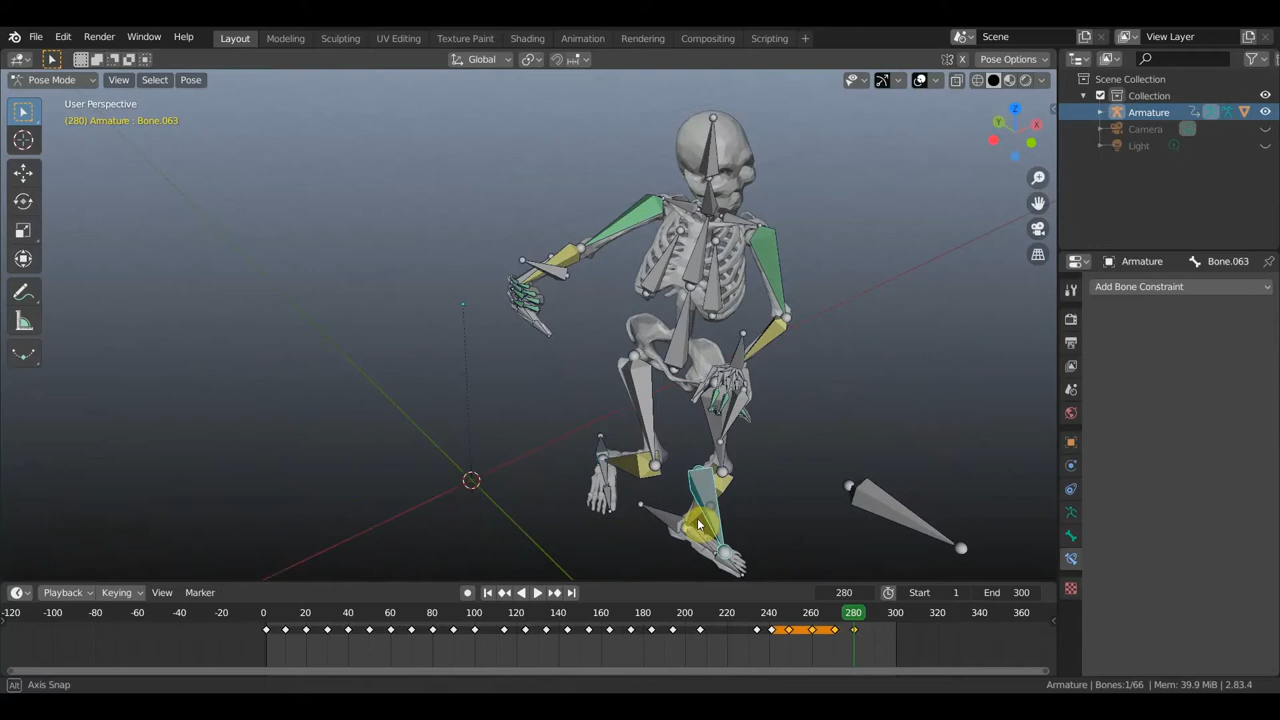 File Edit Render Window Help Layout Modeling Sculpting UV Editing Texture Paint Shading Animation Rendering Compositing Scripting + Scene View Layer
Global X Pose Options
Pose Mode View Select Pose
Scene Collection
Collection
Armature
Camera
Light
User Perspective
(280) Armature : Bone.063
Z
Y X
Armature Bone.063
Add Bone Constraint
Playback Keying View Marker 280 Start 1 End 300
-120 -100 -80 -60 -40 -20 0 20 40 60 80 100 120 140 160 180 200 220 240 260 280 300 320 340 360
Alt Axis Snap Armature | Bones:1/66 | Mem: 39.9 MiB | 2.83.4